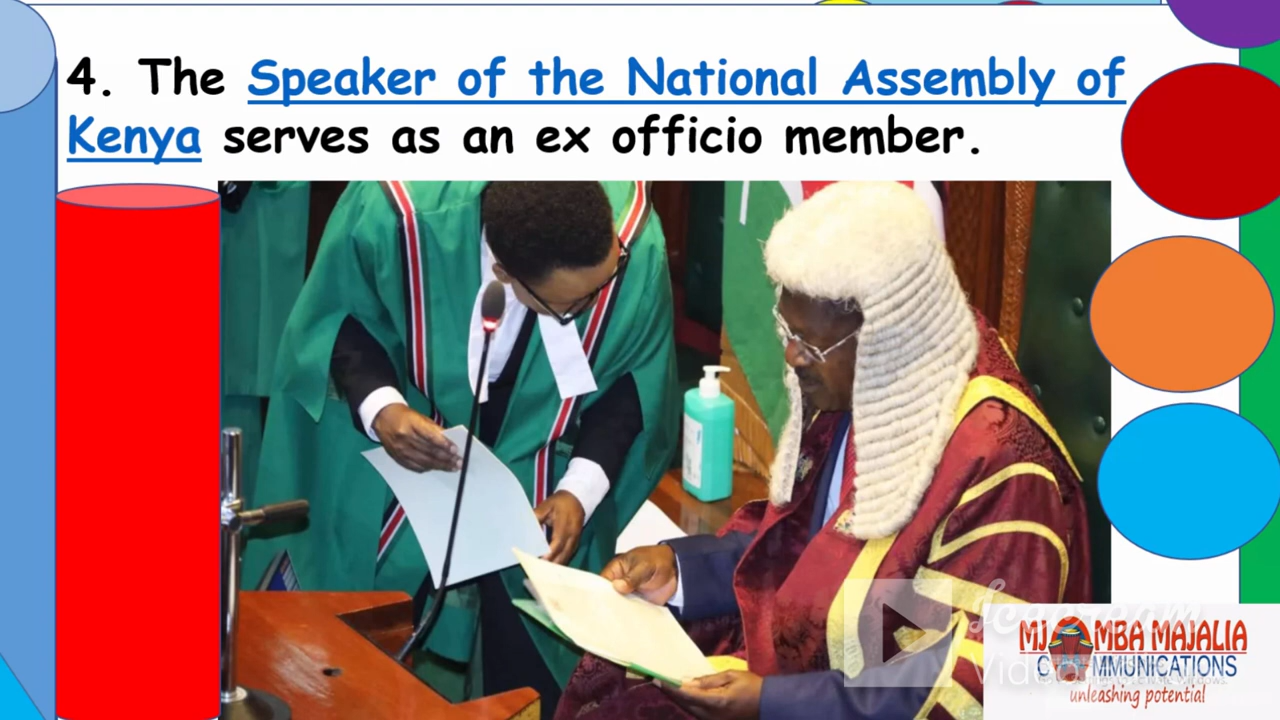 4. The Speaker of the National Assembly of
Kenya serves as an ex officio member.
MJOMBA MAJALIA
COMMUNICATIONS
unleashing potential